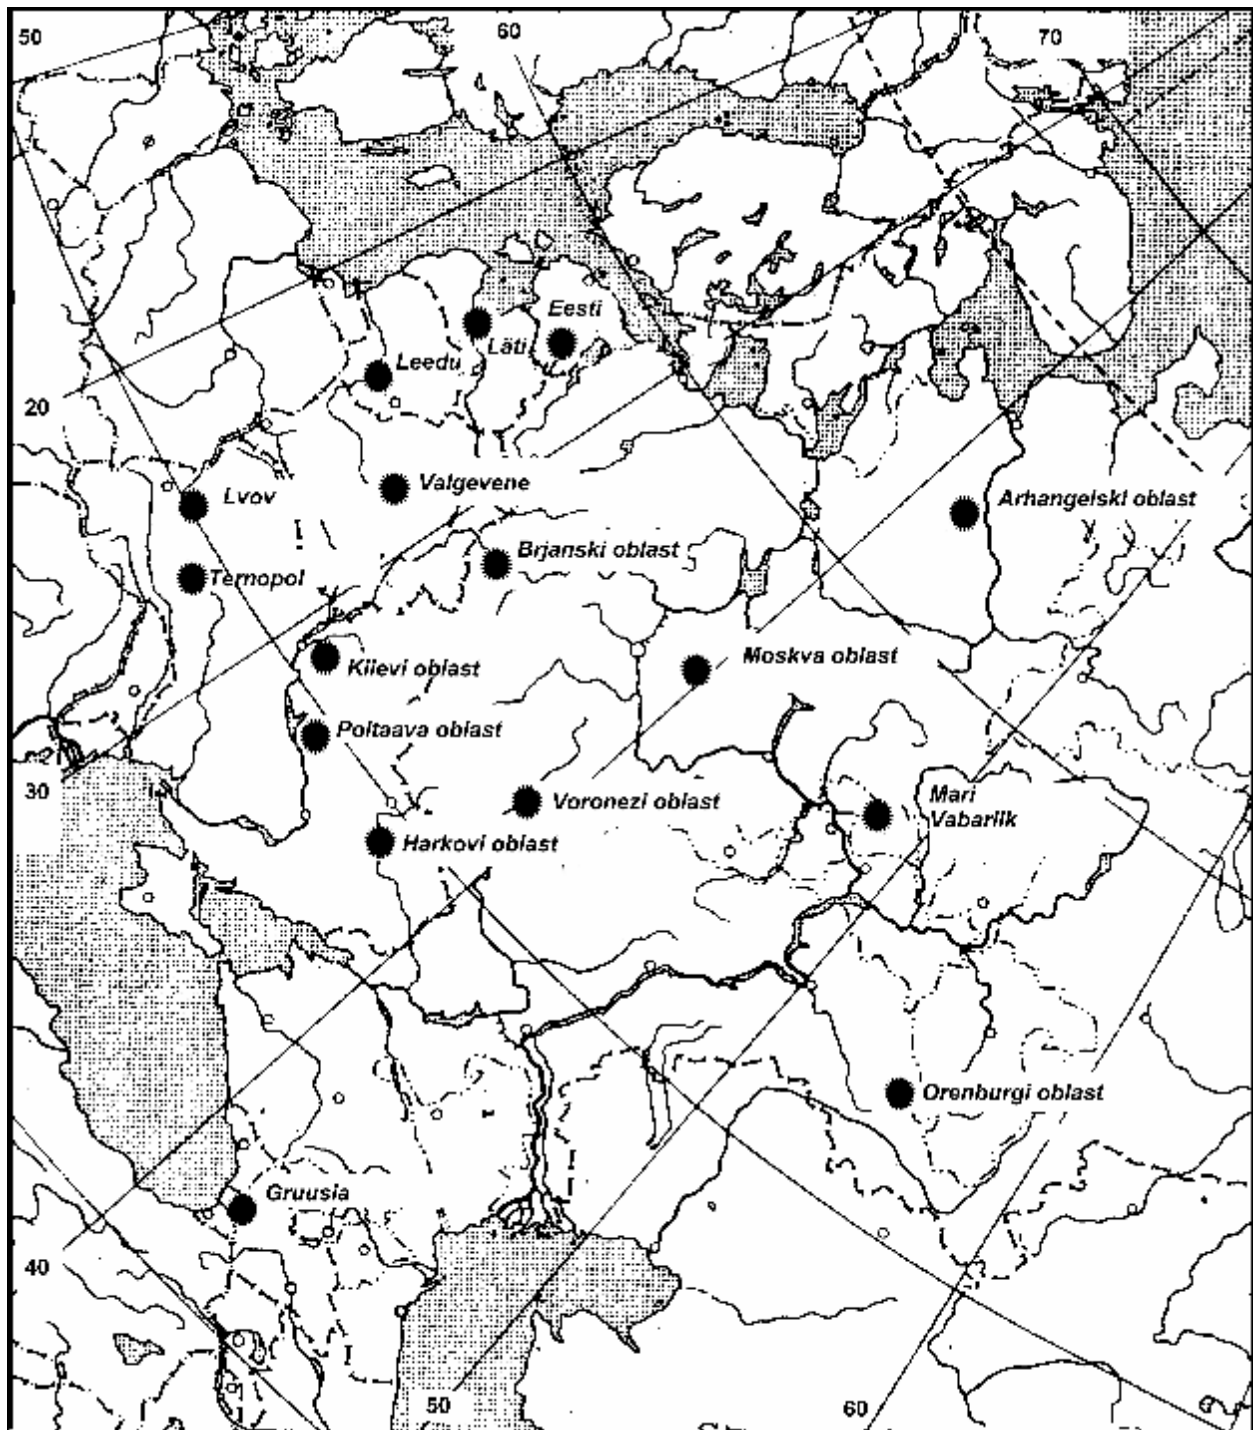 50
60
70
Eesti
Läti
Leedu
20
Valgevene
Lvov
Arhangelski oblast
Brjanski oblast
Ternopol
Moskva oblast
Kiievi oblast
Poltaava oblast
30
Voronezi oblast
Mari
Vabariik
Harkovi oblast
Orenburgi oblast
Gruusia
40
50
60